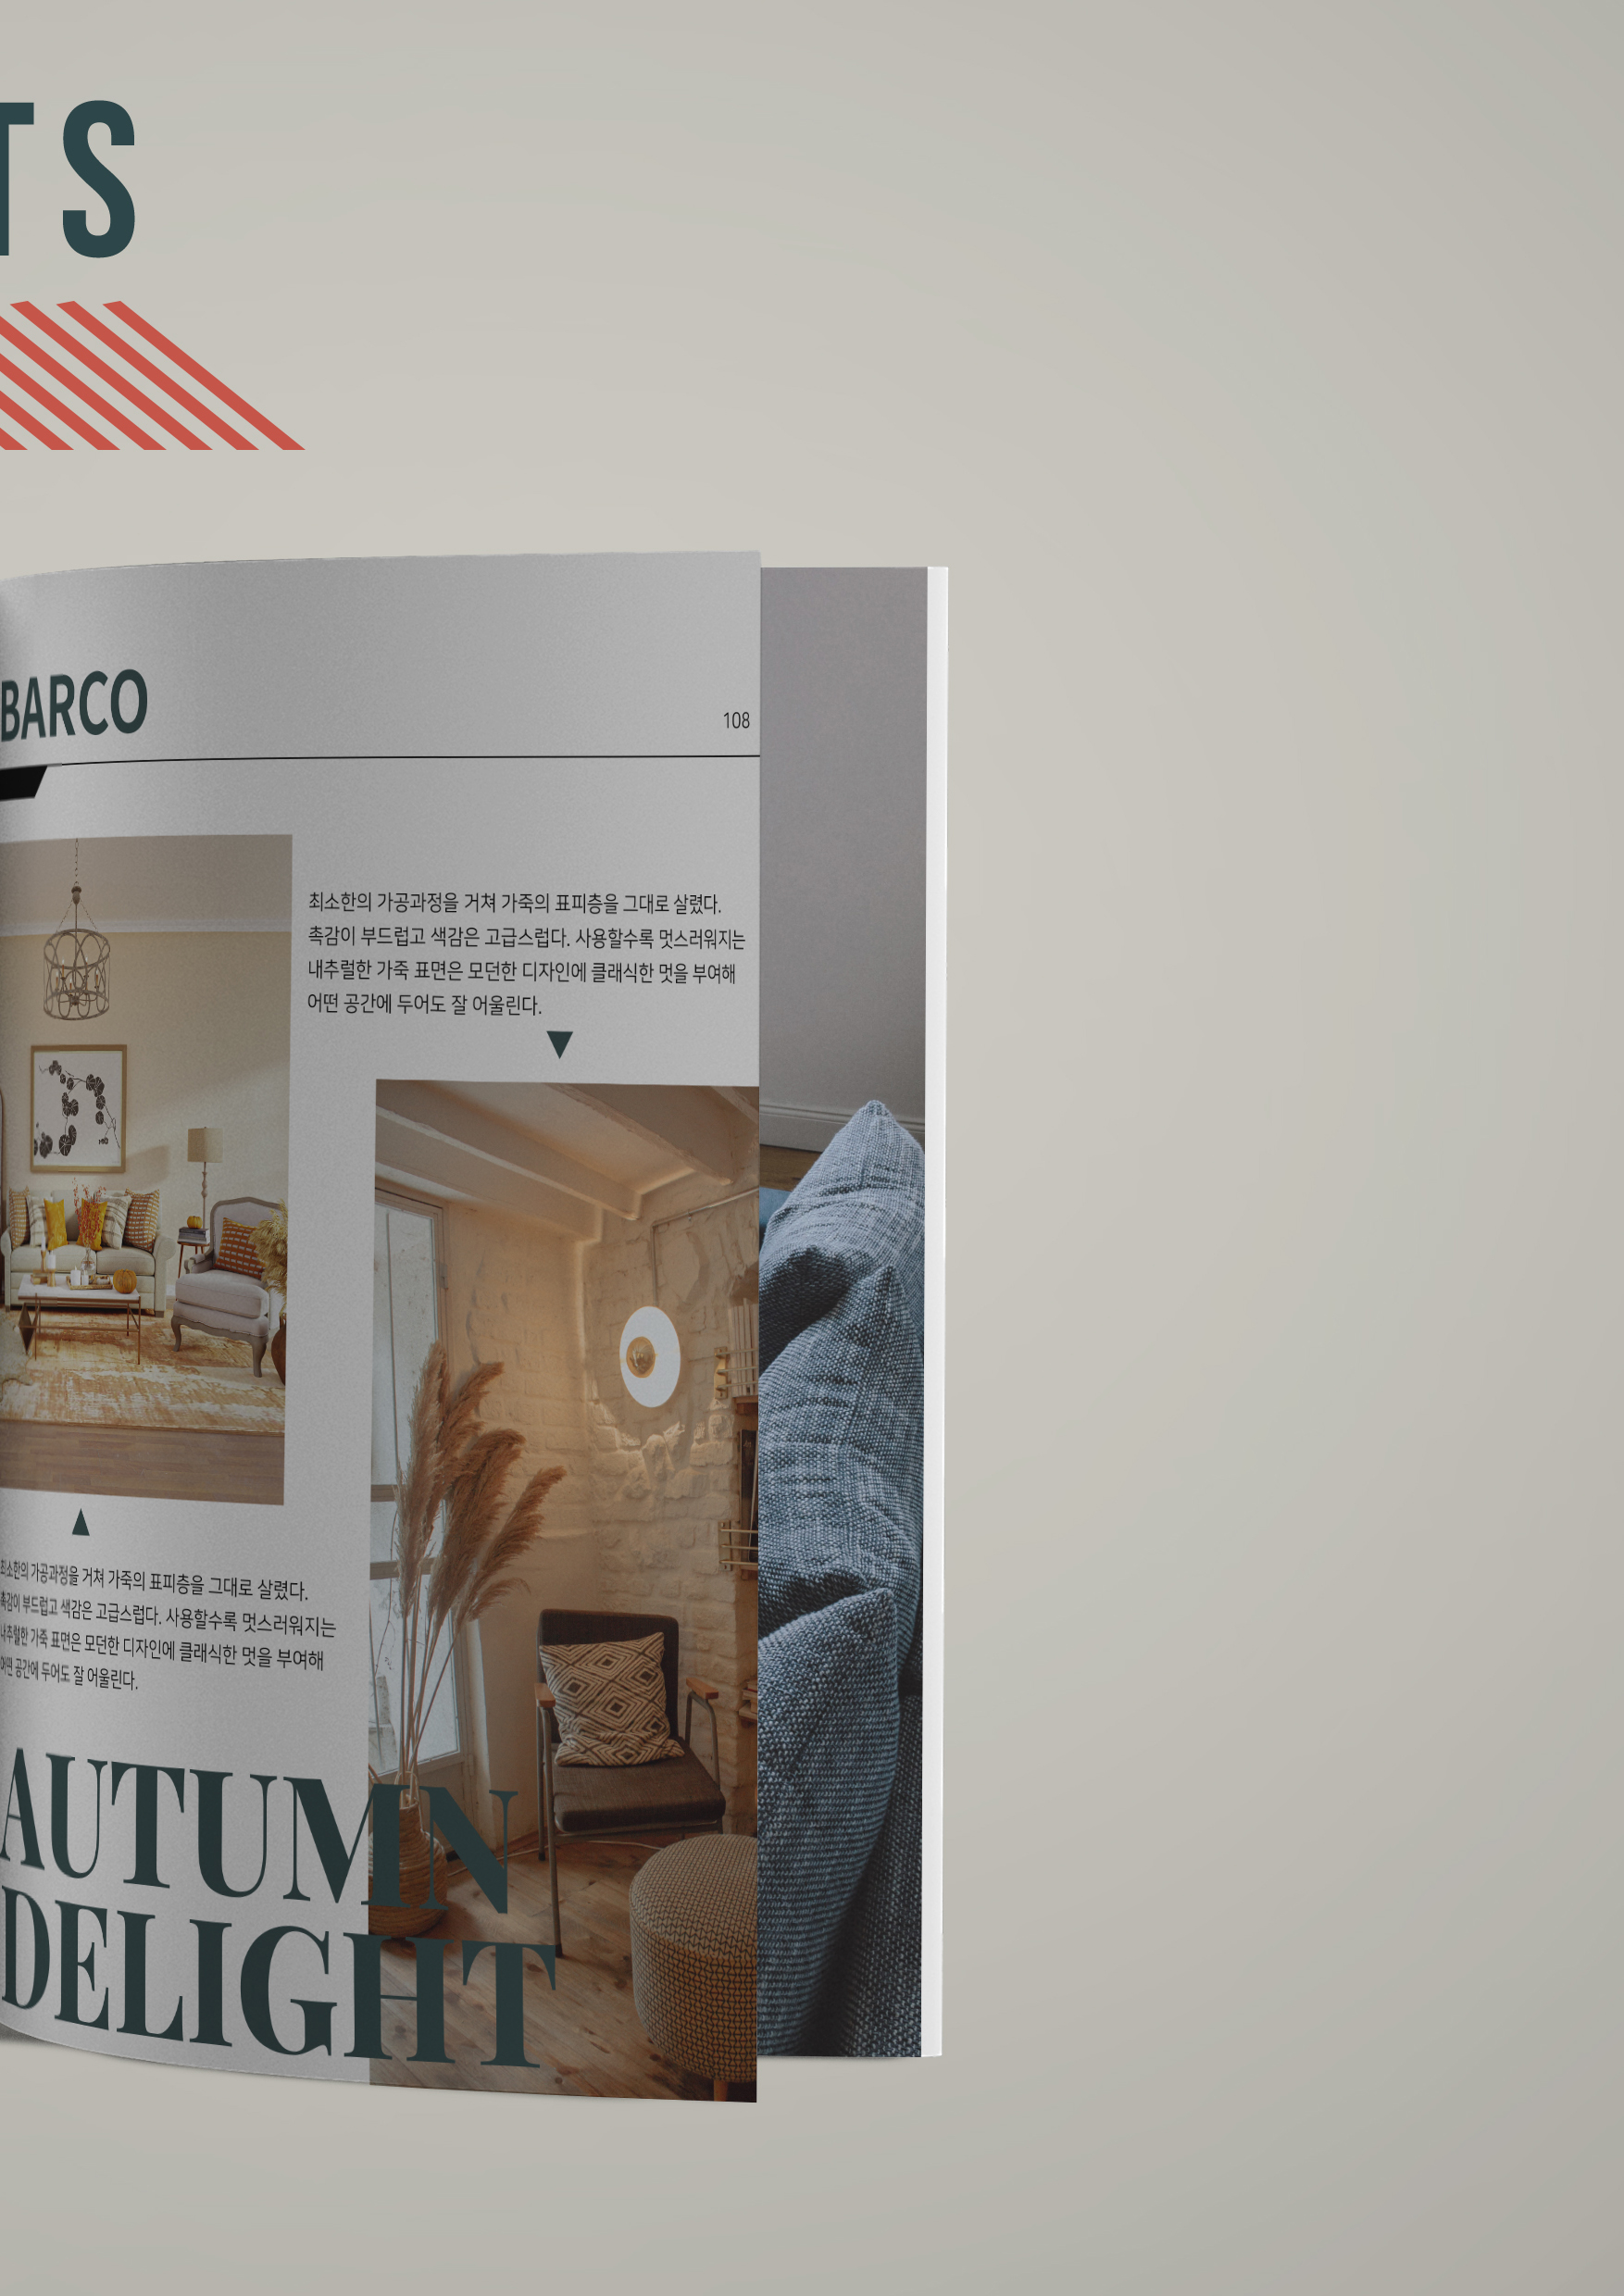 TS
BARCO
108
최소한의 가공과정을 거쳐 가죽의 표피층을 그대로 살렸다.
촉감이 부드럽고 색감은 고급스럽다. 사용할수록 멋스러워지는
내추럴한 가죽 표면은 모던한 디자인에 클래식한 멋을 부여해
어떤 공간에 두어도 잘 어울린다.
최소한의 가공과정을 거쳐 가죽의 표피층을 그대로 살렸다.
촉감이 부드럽고 색감은 고급스럽다. 사용할수록 멋스러워지는
내추럴한 가죽 표면은 모던한 디자인에 클래식한 멋을 부여해
어떤 공간에 두어도 잘 어울린다.
AUTUMN
DELIGHT